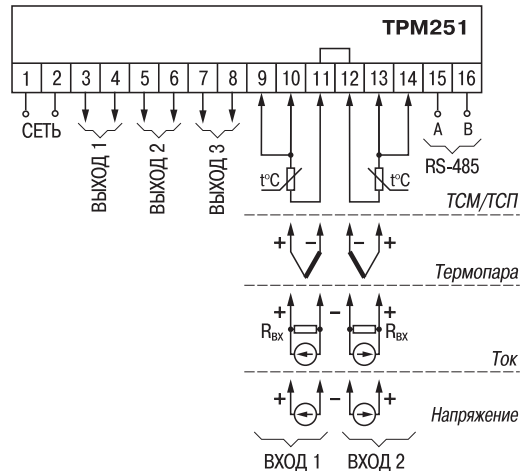 ТРМ251
1 2 3 4 5 6 7 8 9 10 11 12 13 14 15 16
СЕТЬ
ВЫХОД 1
ВЫХОД 2
ВЫХОД 3
A B
RS-485
t°C t°C
ТСМ/ТСП
+ - - +
Термопара
+ - +
Rвх Rвх
Ток
+ - +
Напряжение
ВХОД 1 ВХОД 2